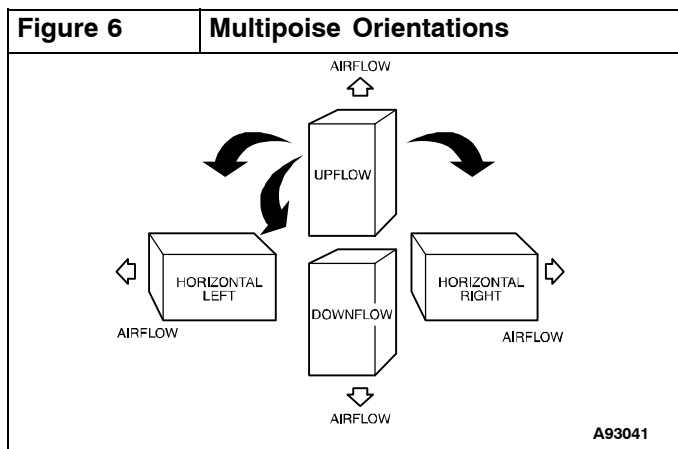 Figure 6
Multipoise Orientations
AIRFLOW
UPFLOW
HORIZONTAL
LEFT
AIRFLOW
DOWNFLOW
HORIZONTAL
RIGHT
AIRFLOW
AIRFLOW
A93041